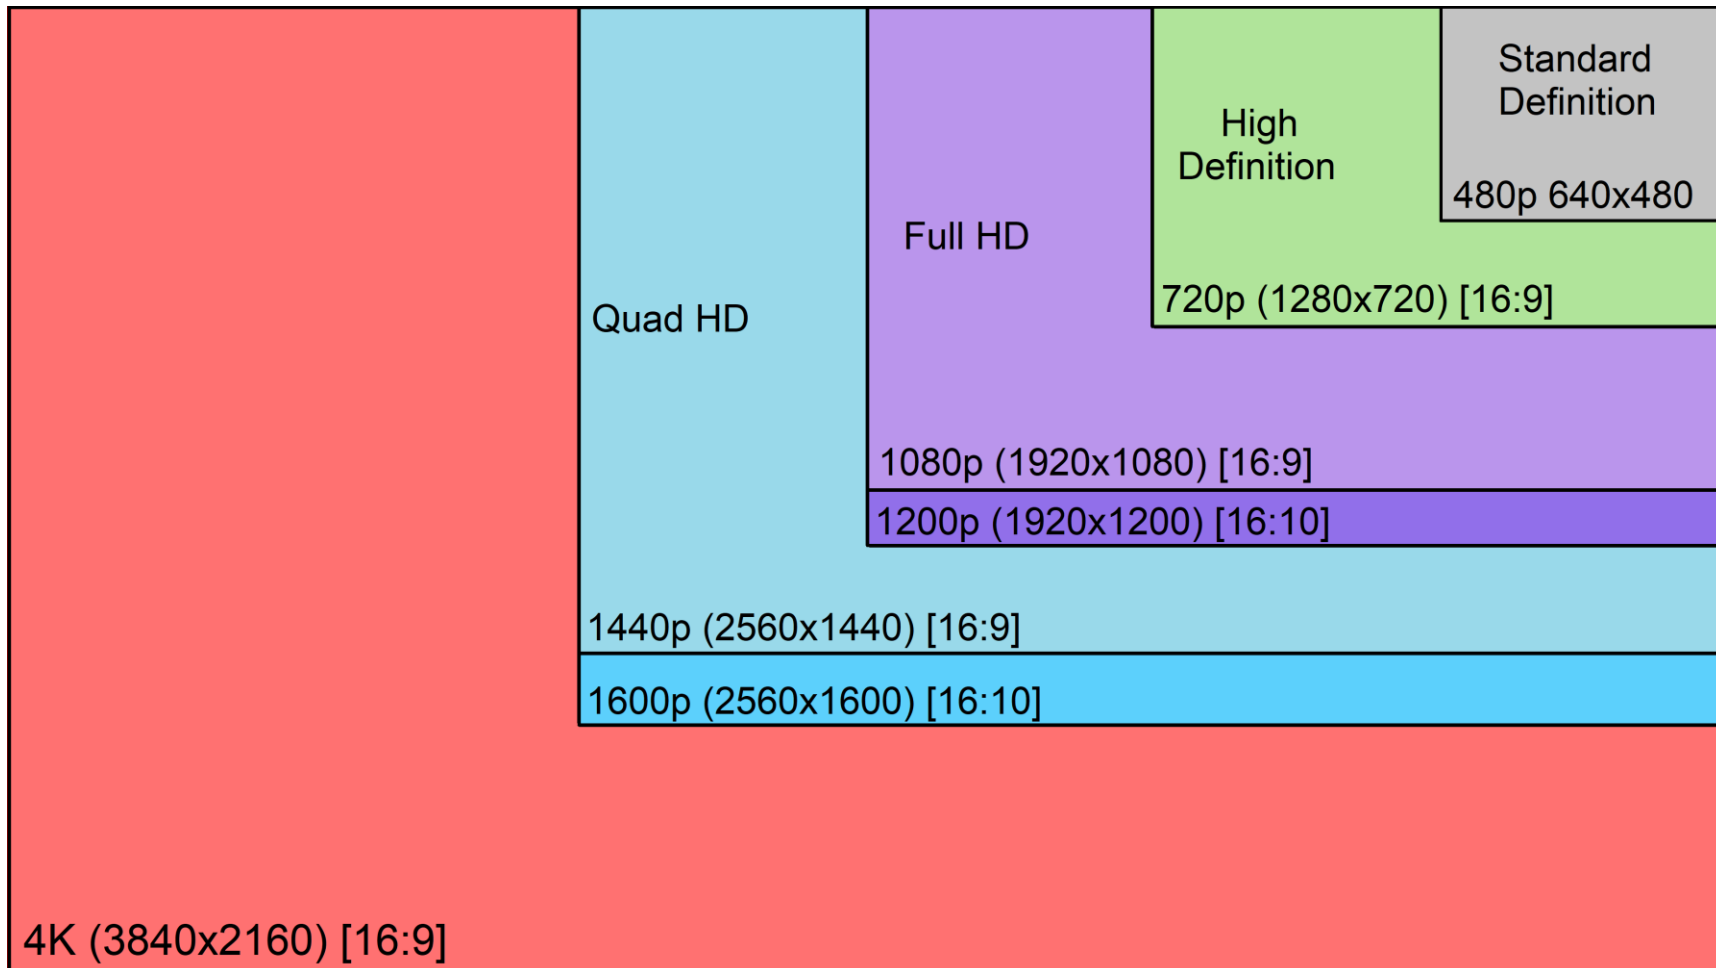 Standard
Definition
480p 640x480
High
Definition
720p (1280x720) [16:9]
Full HD
1080p (1920x1080) [16:9]
1200p (1920x1200) [16:10]
Quad HD
1440p (2560x1440) [16:9]
1600p (2560x1600) [16:10]
4K (3840x2160) [16:9]